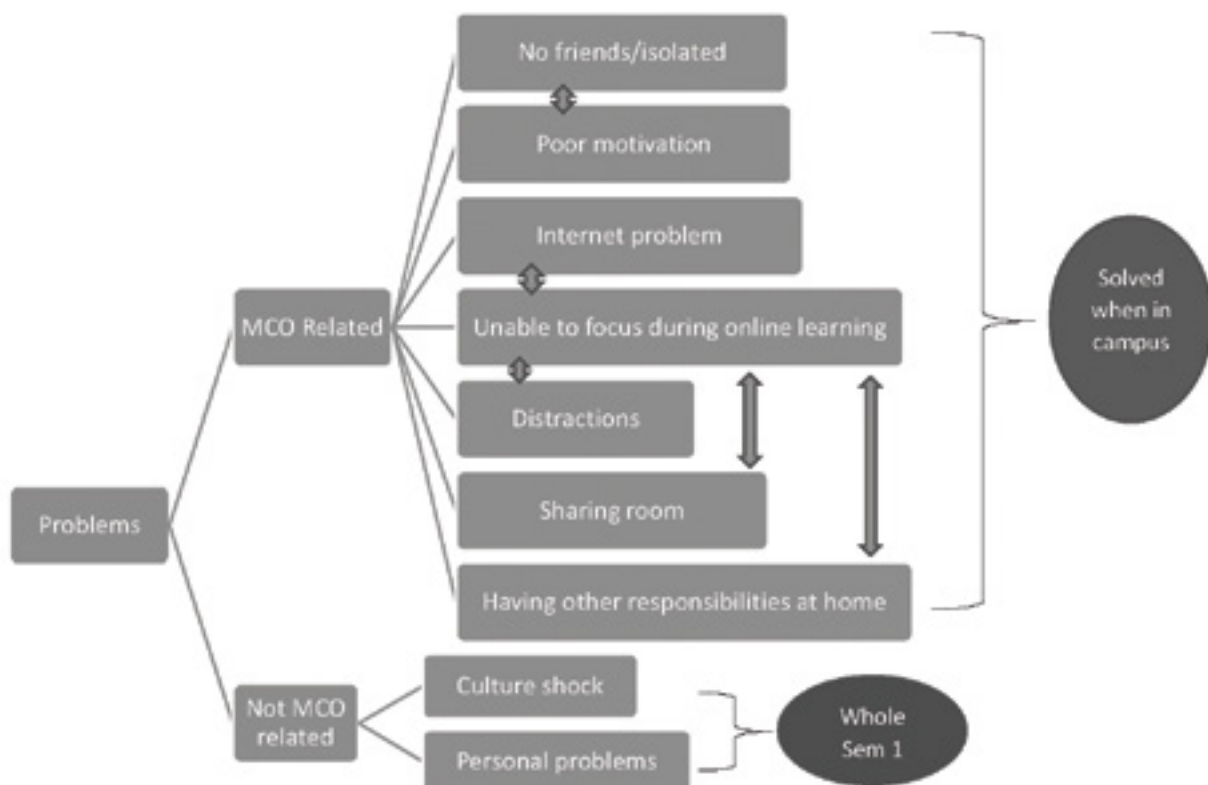 No friends/isolated
Poor motivation
Internet problem
Unable to focus during online learning
Distractions
Sharing room
Having other responsibilities at home
MCO Related
Problems
Not MCO
related
Culture shock
Personal problems
Solved
when in
campus
Whole
Sem 1